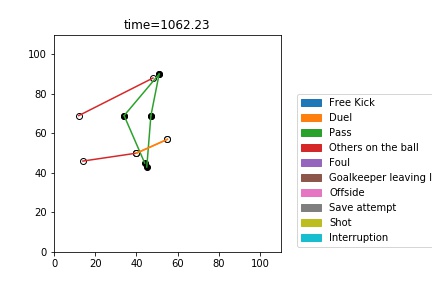 time=1062.23
100
80
60
40
20
0
0 20 40 60 80 100
Free Kick
Duel
Pass
Others on the ball
Foul
Goalkeeper leaving l
Offside
Save attempt
Shot
Interruption